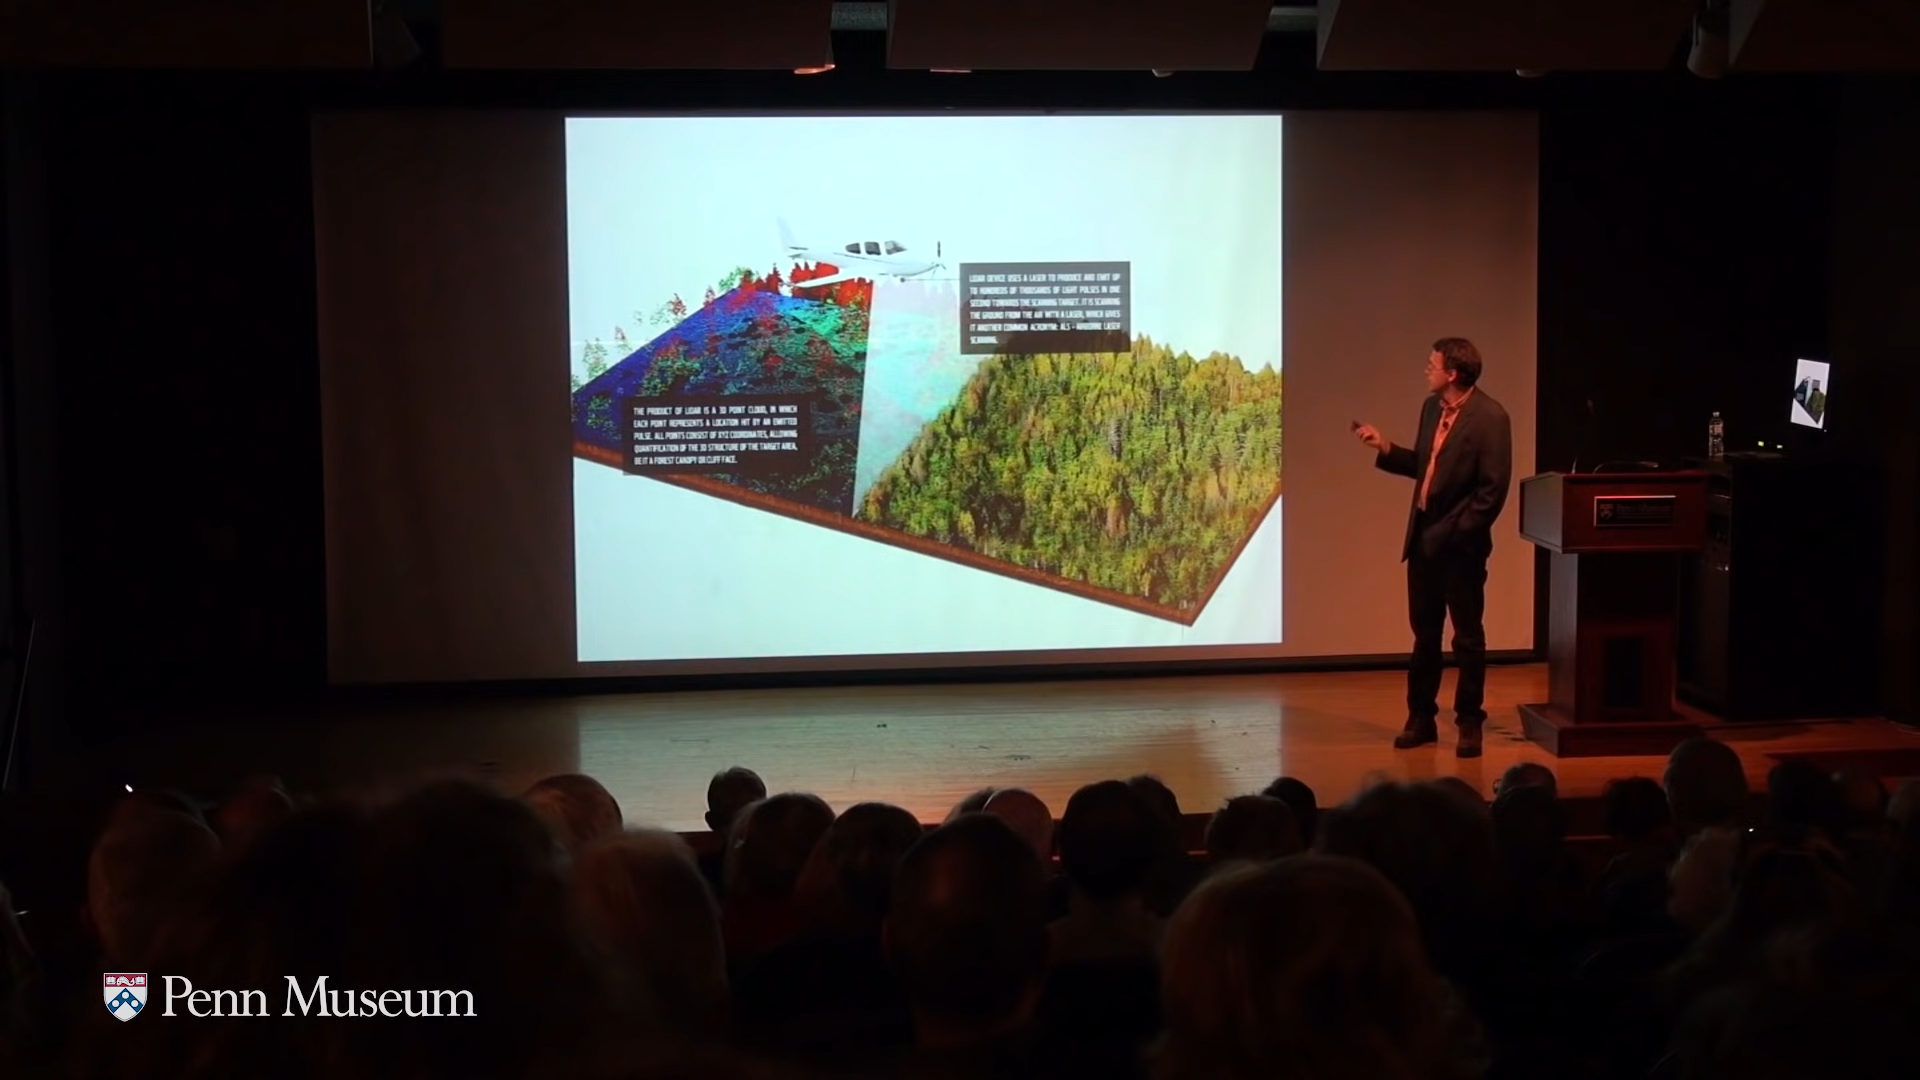 LIDAR DEVICE USES A LASER TO PRODUCE AND EMIT UP
TO HUNDREDS OF THOUSANDS OF LIGHT PULSES IN ONE
SECOND TOWARDS THE SCANNING TARGET. IT IS SCANNING
THE GROUND FROM THE AIR WITH A LASER, WHICH GIVES
IT ANOTHER COMMON ACRONYM: ALS - AIRBORNE LASER
SCANNING.
THE PRODUCT OF LIDAR IS A 3D POINT CLOUD, IN WHICH
EACH POINT REPRESENTS A LOCATION HIT BY AN EMITTED
PULSE. ALL POINTS CONSIST OF XYZ COORDINATES, ALLOWING
QUANTIFICATION OF THE 3D STRUCTURE OF THE TARGET AREA,
BE IT A FOREST CANOPY OR CLIFF FACE.
Penn Museum
Penn Museum